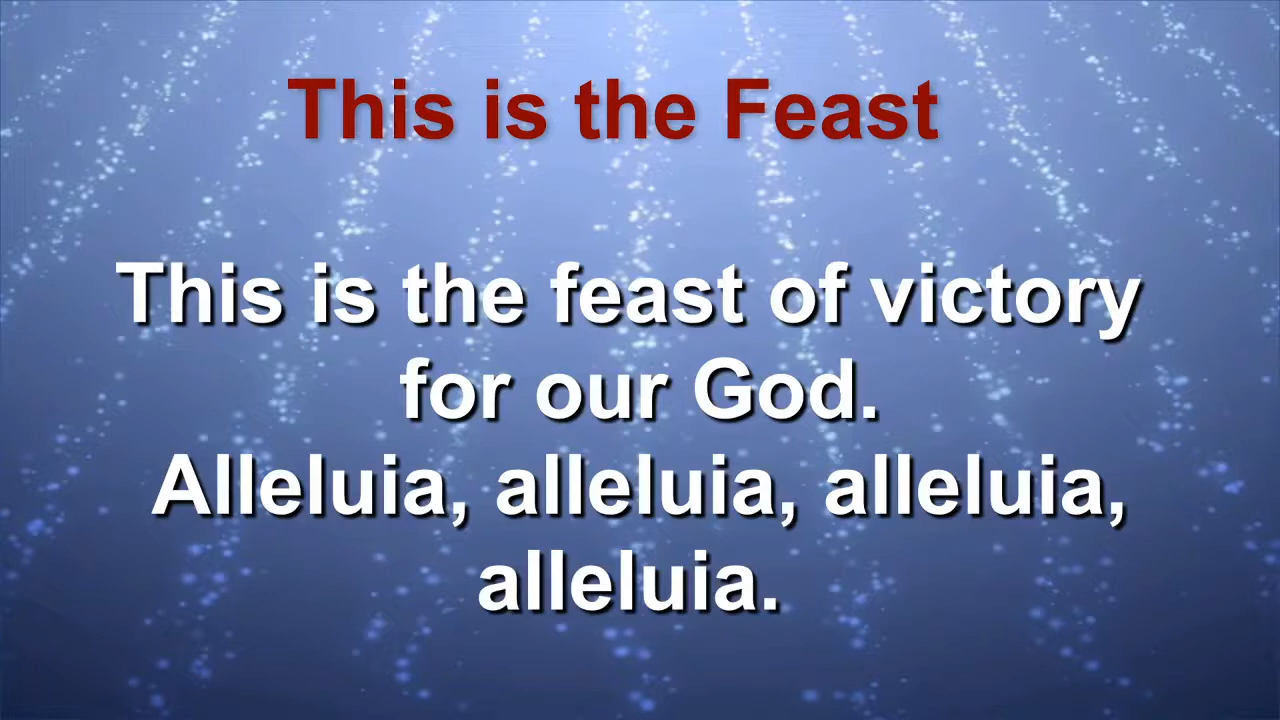 This is the Feast
This is the feast of victory
for our God.
Alleluia, alleluia, alleluia,
alleluia.